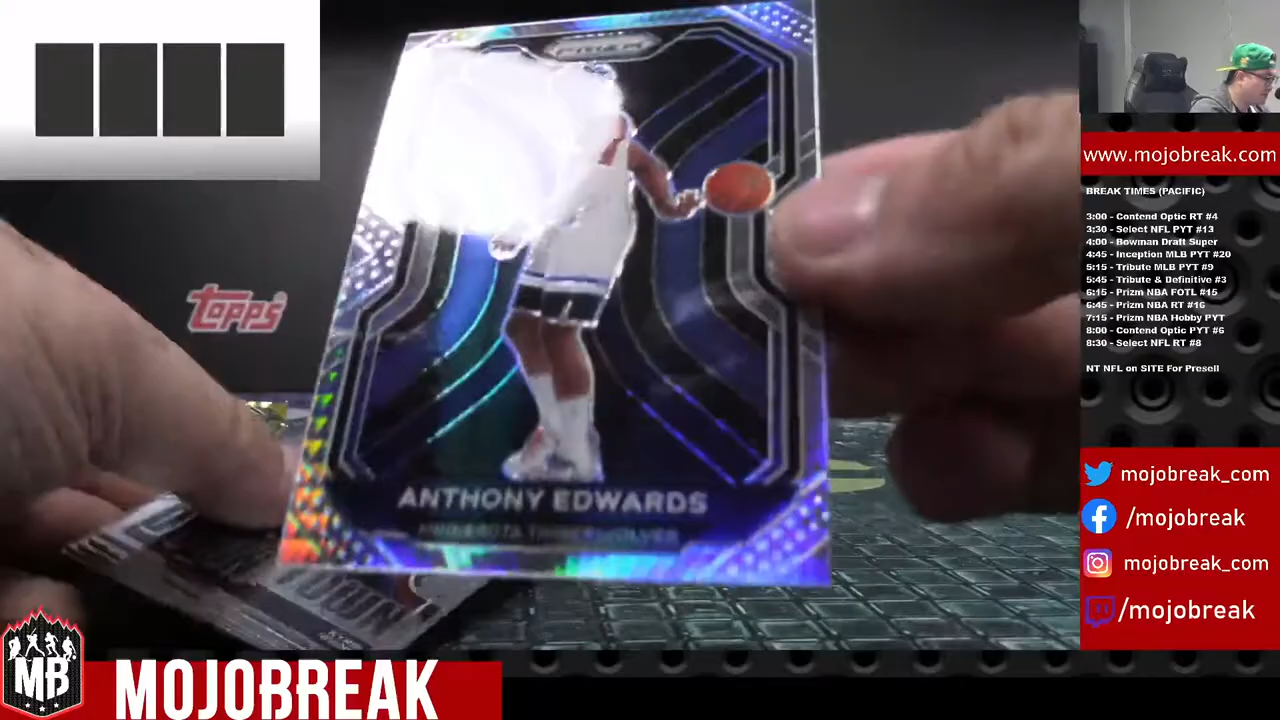 PRIZM
ANTHONY EDWARDS
MINNESOTA TIMBERWOLVES
Topps
www.mojobreak.com
BREAK TIMES (PACIFIC)
3:00 - Contend Optic RT #4
3:30 - Select NFL PYT #13
4:00 - Bowman Draft Super
4:45 - Inception MLB PYT #20
5:15 - Tribute MLB PYT #9
5:45 - Tribute & Definitive #3
6:15 - Prizm NBA FOTL #15
6:45 - Prizm NBA RT #16
7:15 - Prizm NBA Hobby PYT
8:00 - Contend Optic PYT #6
8:30 - Select NFL RT #8
NT NFL on SITE For Presell
mojobreak_com
/mojobreak
mojobreak_com
/mojobreak
MB
MOJOBREAK